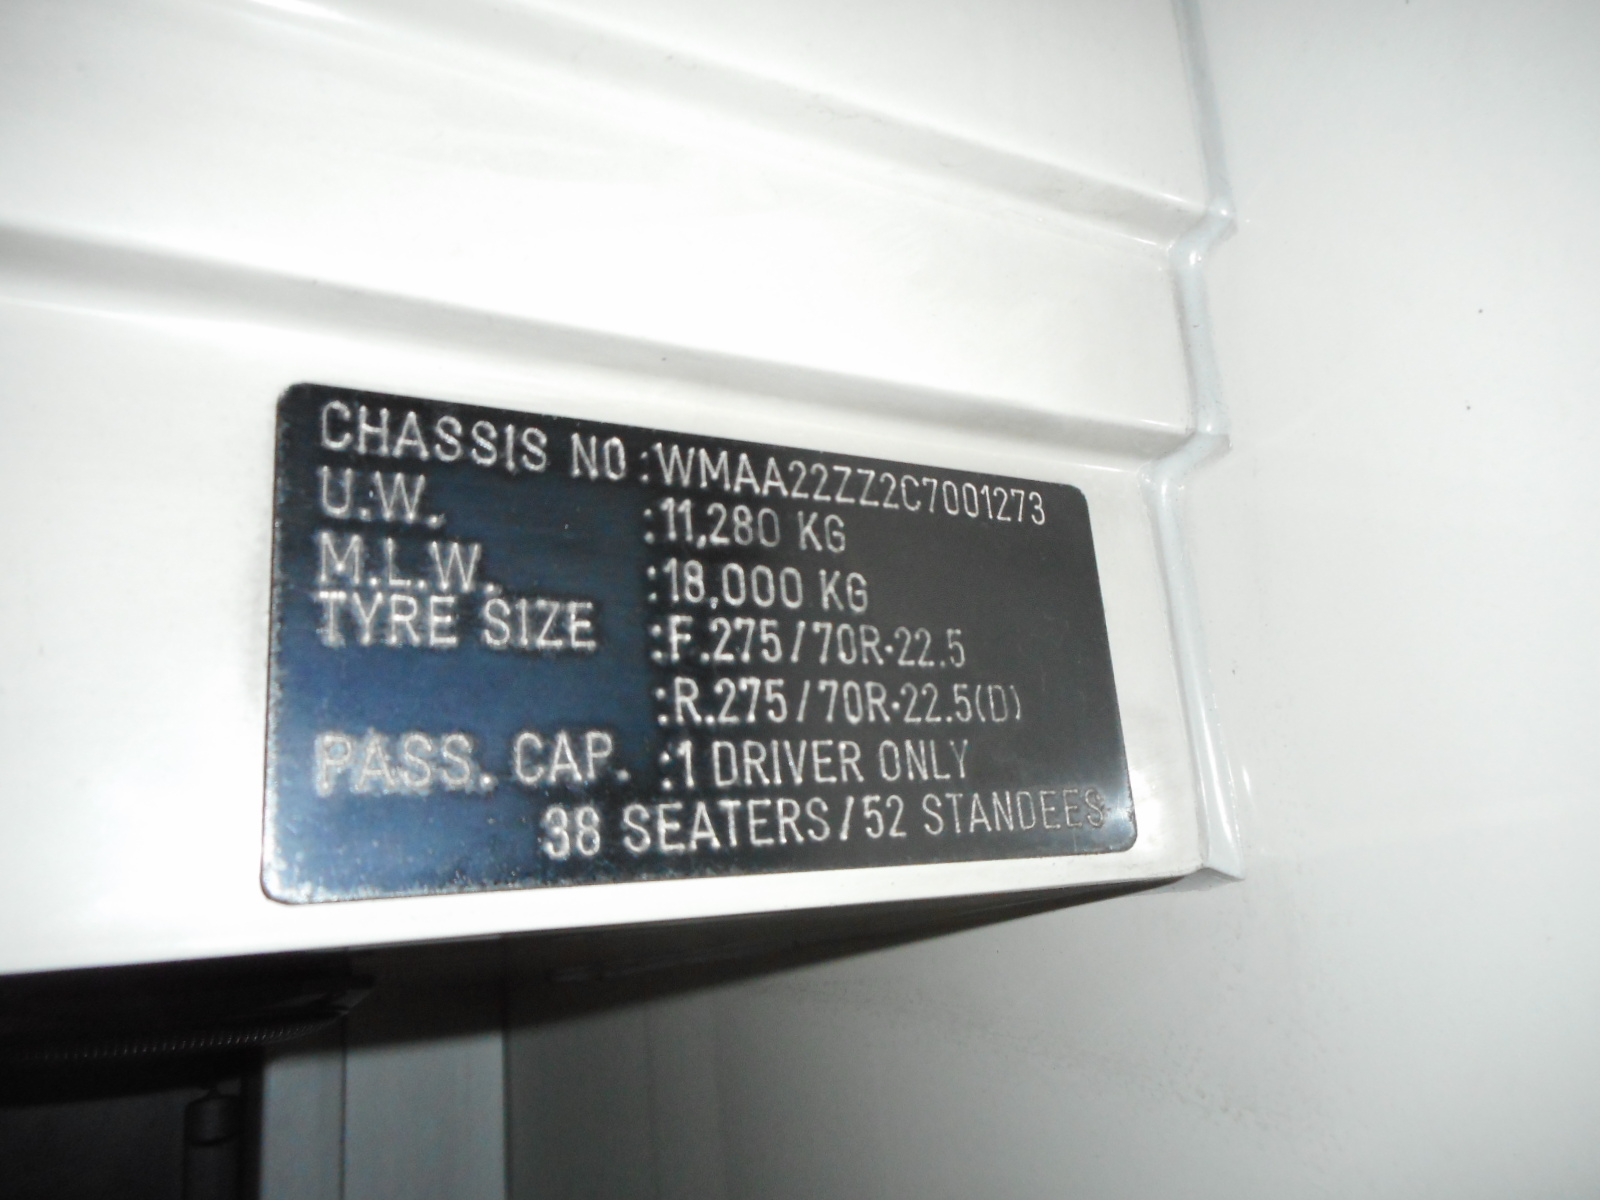 CHASSIS NO :WMAA22ZZ2C7001273
U.W. :11,280 KG
M.L.W. :18,000 KG
TYRE SIZE :F.275/70R·22.5
:R.275/70R·22.5(D)
PASS. CAP. :1 DRIVER ONLY
38 SEATERS/52 STANDEES